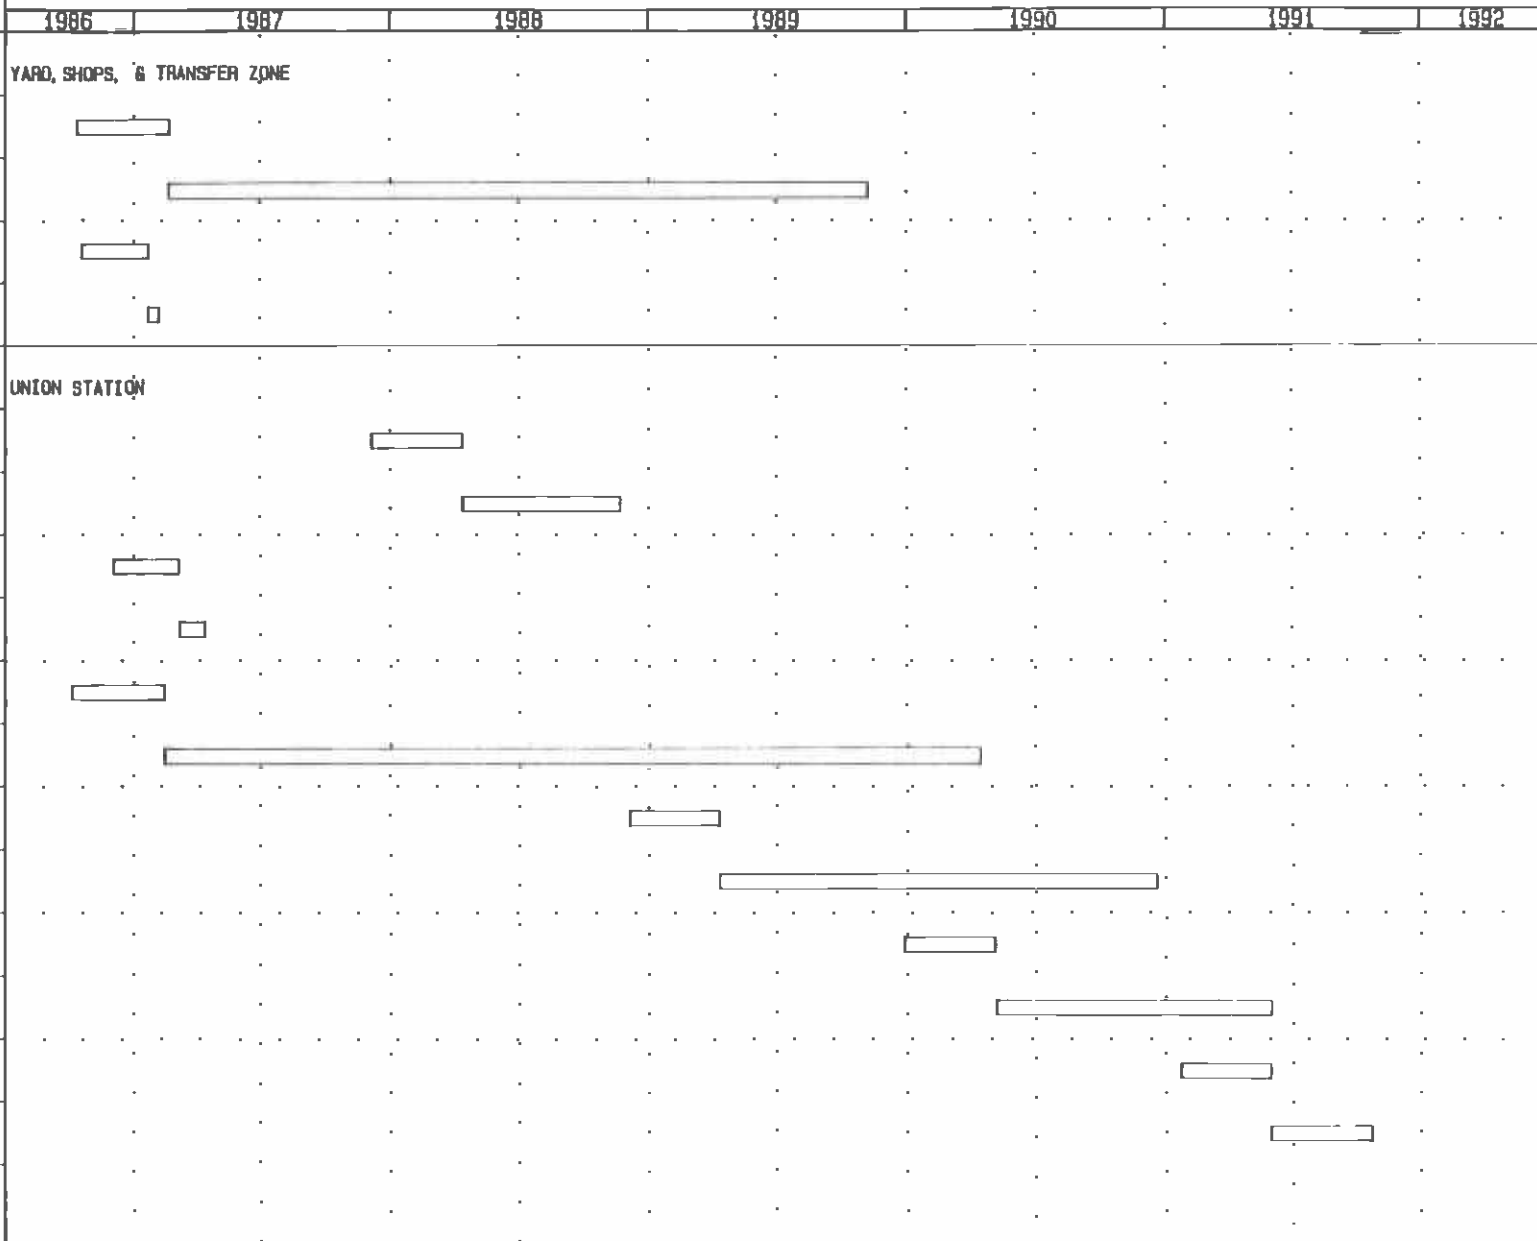 1986 1987 1988 1989 1990 1991 1992
YARD, SHOPS, & TRANSFER ZONE
UNION STATION